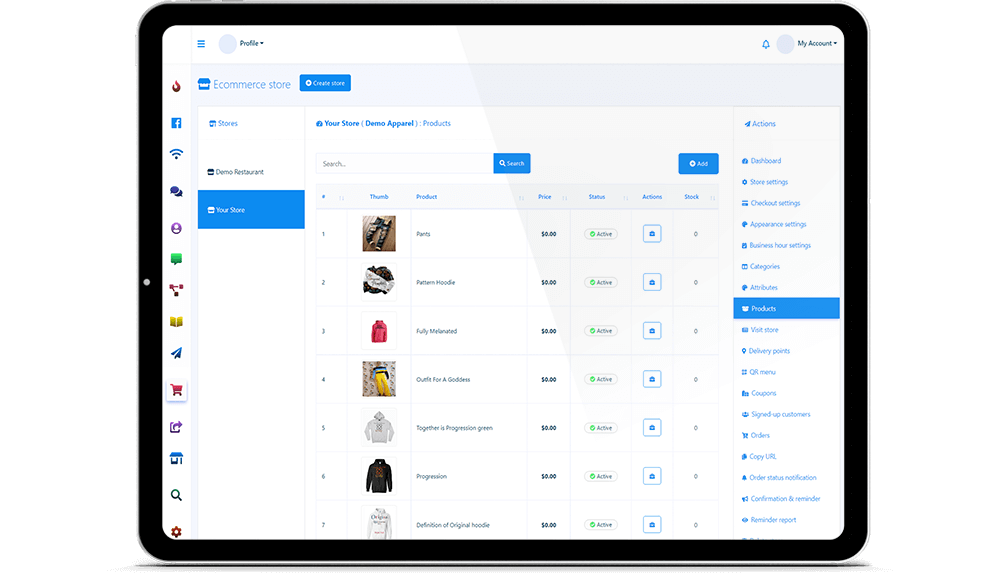 Profile
My Account
Ecommerce store
Create store
Stores
Demo Restaurant
Your Store
Your Store ( Demo Apparel ) : Products
Search...
Search
Add
# Thumb Product Price Status Actions Stock
1 Pants $0.00 Active 0
2 Pattern Hoodie $0.00 Active 0
3 Fully Melanated $0.00 Active 0
4 Outfit For A Goddess $0.00 Active 0
5 Together is Progression green $0.00 Active 0
6 Progression $0.00 Active 0
7 Definition of Original hoodie $0.00 Active 0
Actions
Dashboard
Store settings
Checkout settings
Appearance settings
Business hour settings
Categories
Attributes
Products
Visit store
Delivery points
QR menu
Coupons
Signed-up customers
Orders
Copy URL
Order status notification
Confirmation & reminder
Reminder report